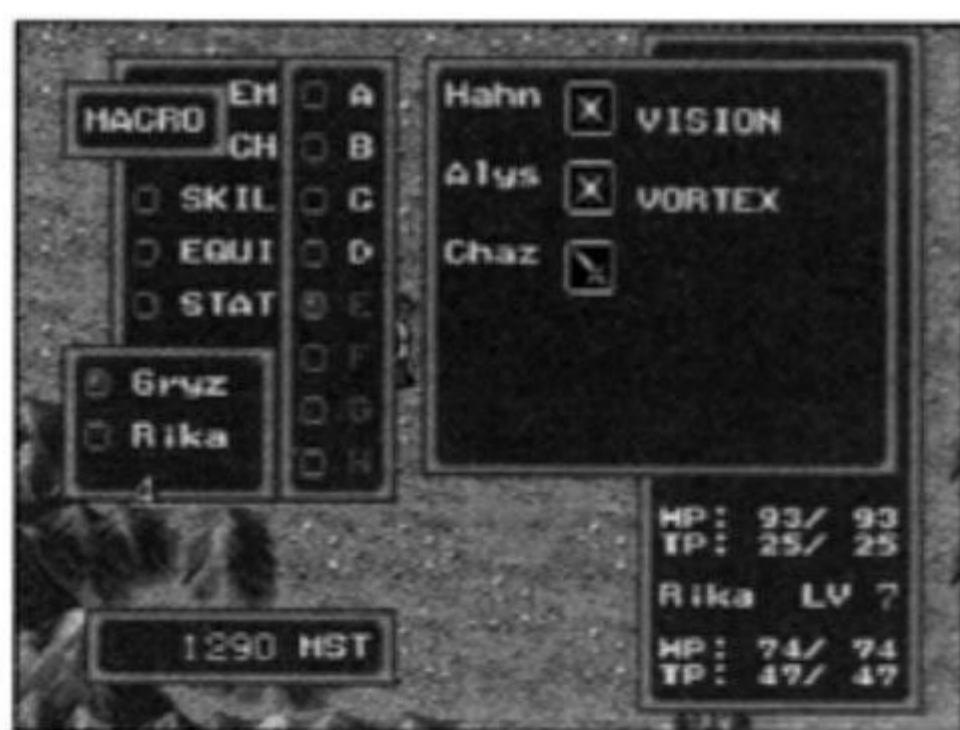 MACRO
EM
CH
SKIL
EQUI
STAT
A
B
C
D
E
F
G
H
Hahn VISION
Alys VORTEX
Chaz
Gryz
Rika
1290 MST
HP: 93/ 93
TP: 25/ 25
Rika LV 7
HP: 74/ 74
TP: 47/ 47